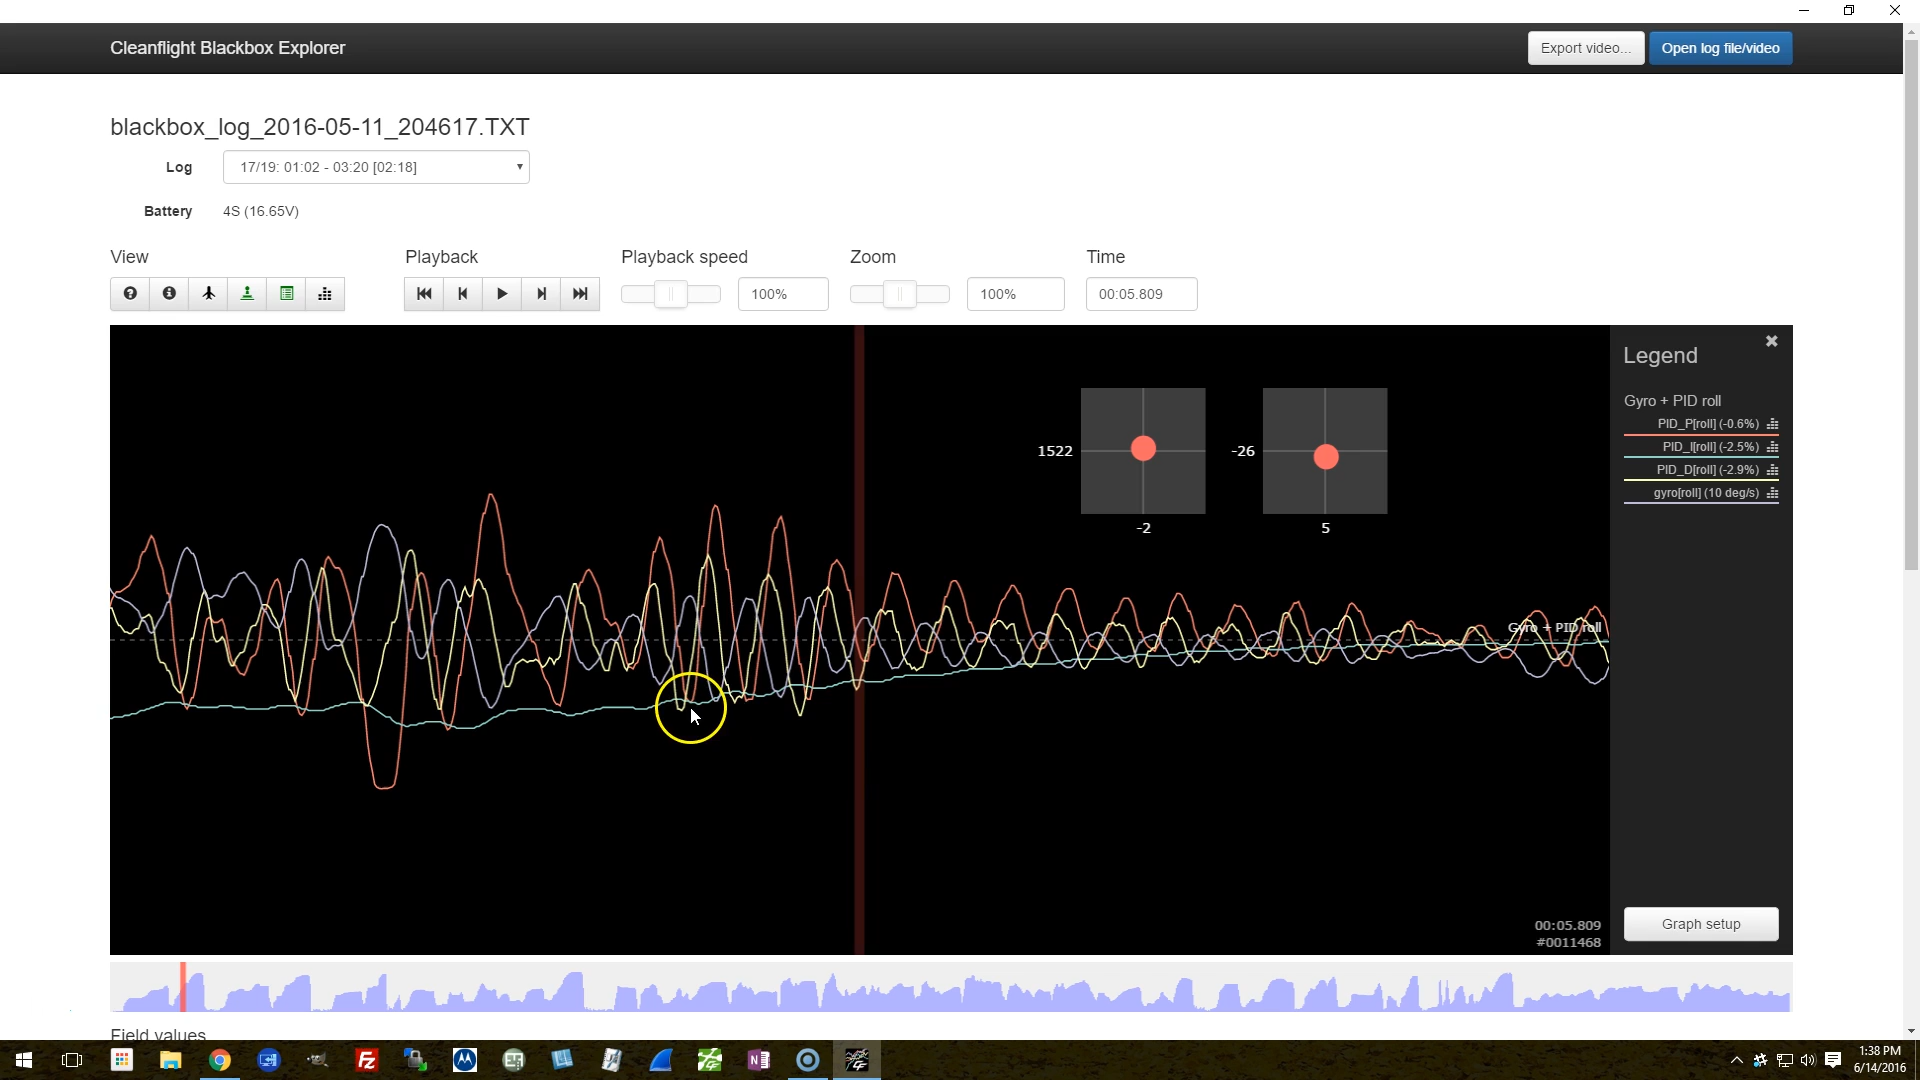 Cleanflight Blackbox Explorer
Export video...
Open log file/video
blackbox_log_2016-05-11_204617.TXT
Log
17/19: 01:02 - 03:20 [02:18]
Battery
4S (16.65V)
View
Playback
Playback speed
Zoom
Time
100%
100%
00:05.809
Legend
Gyro + PID roll
PID_P[roll] (-0.6%)
PID_I[roll] (-2.5%)
PID_D[roll] (-2.9%)
gyro[roll] (10 deg/s)
1522
-2
-26
5
Gyro + PID roll
00:05.809
#0011468
Graph setup
Field values
1:38 PM
6/14/2016